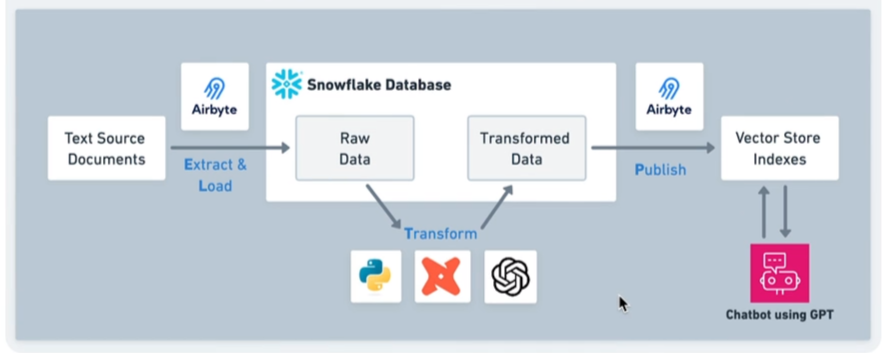 Airbyte
Snowflake Database
Airbyte
Text Source
Documents
Extract &
Load
Raw
Data
Transformed
Data
Publish
Vector Store
Indexes
Transform
Chatbot using GPT